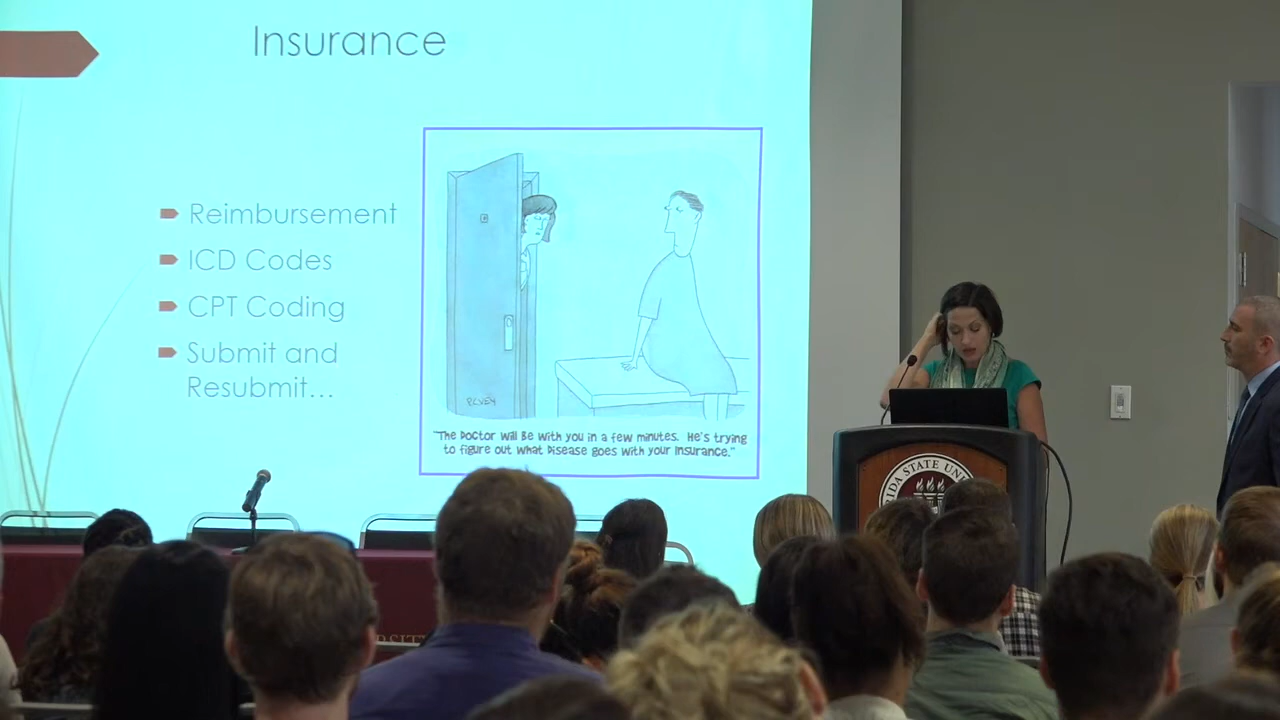 Insurance
Reimbursement
ICD Codes
CPT Coding
Submit and
Resubmit...
"The Doctor will be with you in a few minutes. He's trying
to figure out what disease goes with your insurance."